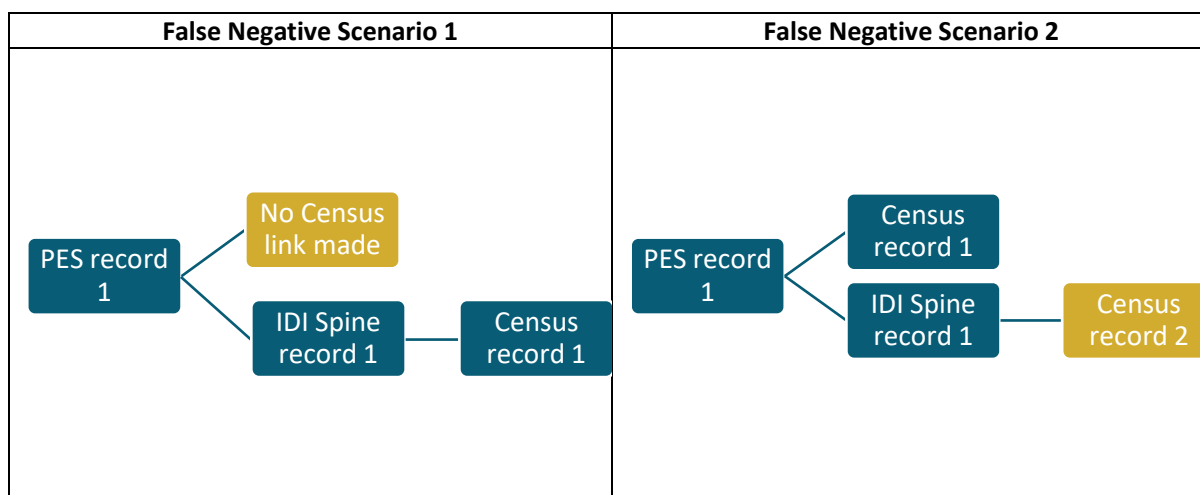 False Negative Scenario 1
False Negative Scenario 2
No Census
link made
PES record
1
IDI Spine
record 1
Census
record 1
Census
record 1
PES record
1
IDI Spine
record 1
Census
record 2